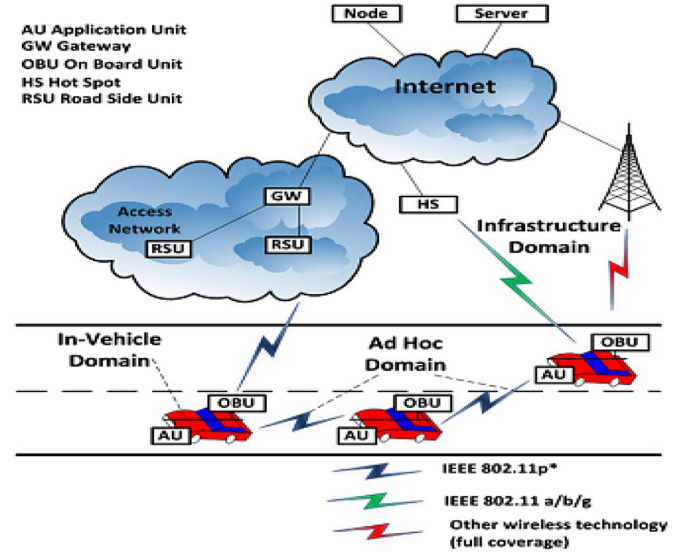 Node
Server
AU Application Unit
GW Gateway
OBU On Board Unit
HS Hot Spot
RSU Road Side Unit
Internet
GW
Access
Network
RSU
RSU
HS
Infrastructure
Domain
In-Vehicle
Domain
Ad Hoc
Domain
OBU
AU
OBU
AU
OBU
AU
IEEE 802.11p*
IEEE 802.11 a/b/g
Other wireless technology
(full coverage)